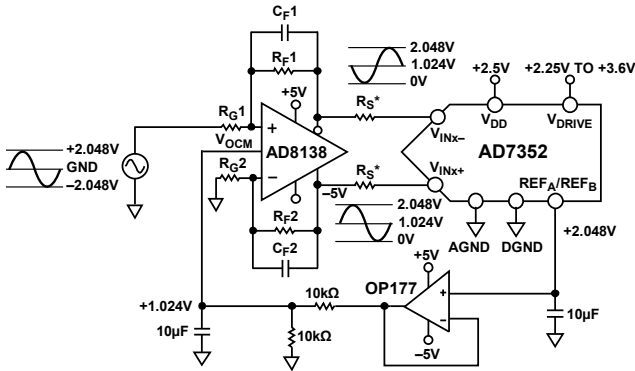 CF1
RF1
+5V
2.048V
1.024V
0V
+2.5V
+2.25V TO +3.6V
RG1
RS*
VDD
VDRIVE
VOCM
+
VINx–
AD8138
AD7352
+2.048V
GND
–2.048V
RG2
–
RS*
VINx+
REFA/REFB
–5V
2.048V
1.024V
0V
AGND
DGND
+2.048V
RF2
CF2
OP177
+5V
+1.024V
10kΩ
+
10µF
10kΩ
–
–5V
10µF